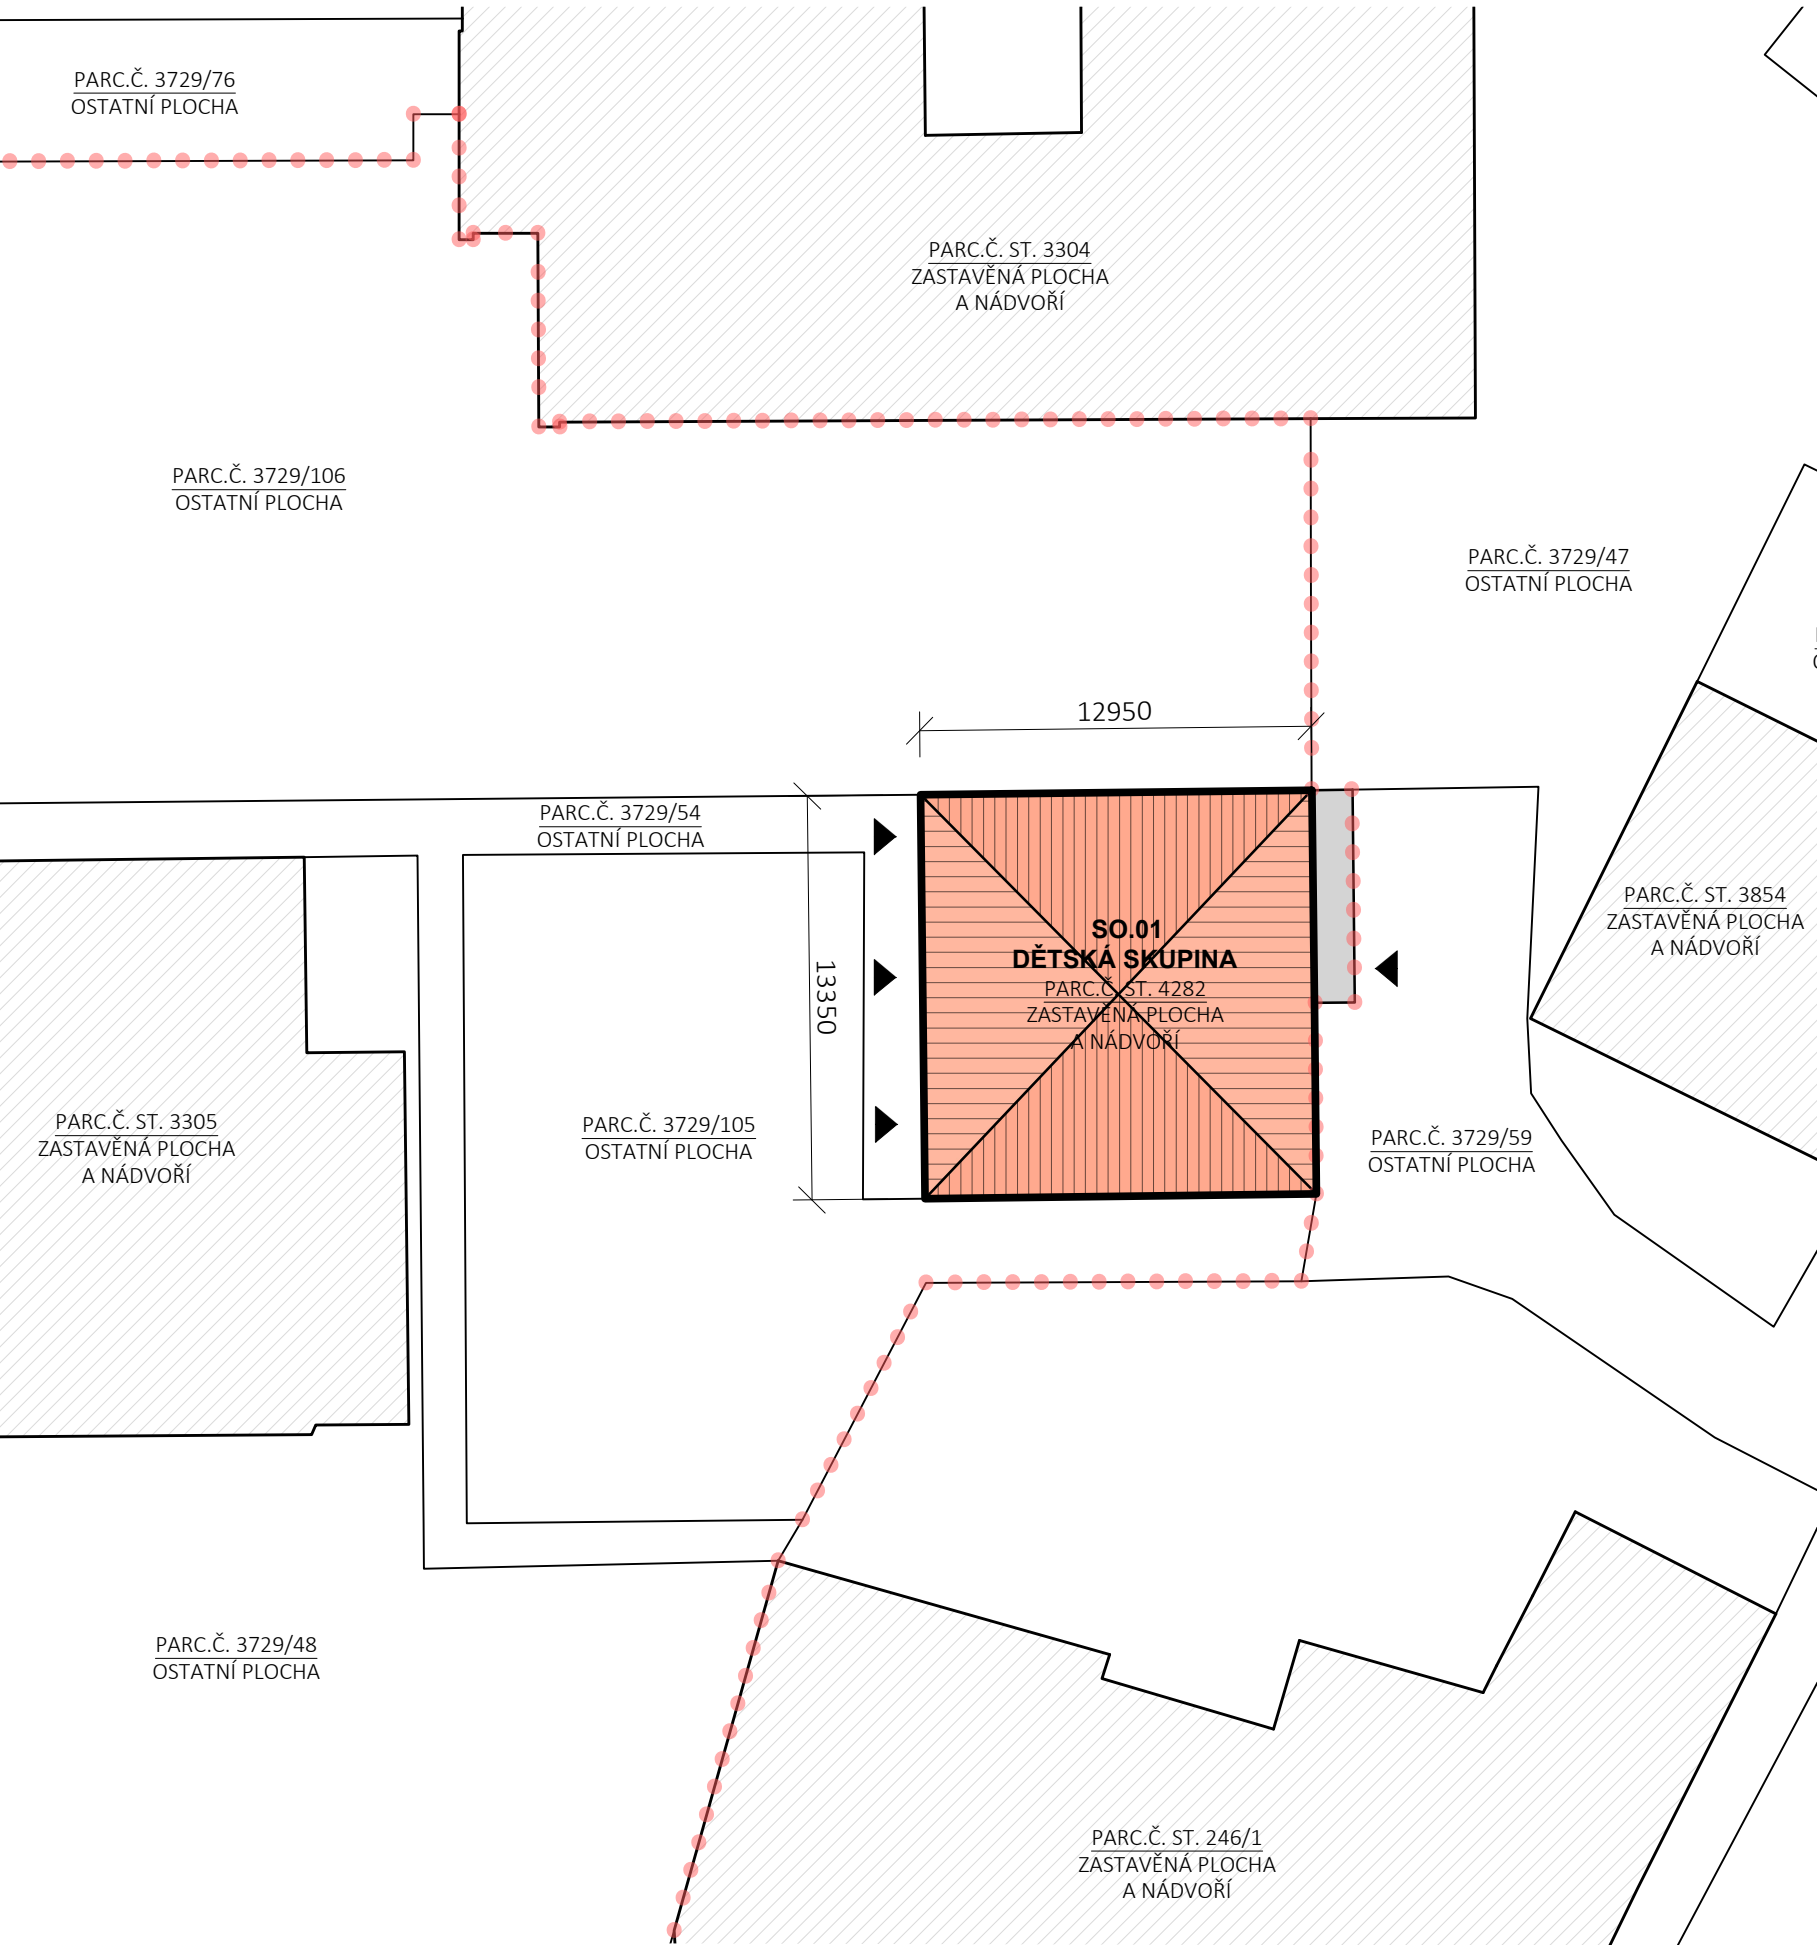 PARC.Č. 3729/76
OSTATNÍ PLOCHA
PARC.Č. ST. 3304
ZASTAVĚNÁ PLOCHA
A NÁDVOŘÍ
PARC.Č. 3729/106
OSTATNÍ PLOCHA
PARC.Č. 3729/47
OSTATNÍ PLOCHA
12950
PARC.Č. 3729/54
OSTATNÍ PLOCHA
13350
SO.01
DĚTSKÁ SKUPINA
PARC.Č. ST. 4282
ZASTAVĚNÁ PLOCHA
A NÁDVOŘÍ
PARC.Č. ST. 3854
ZASTAVĚNÁ PLOCHA
A NÁDVOŘÍ
PARC.Č. ST. 3305
ZASTAVĚNÁ PLOCHA
A NÁDVOŘÍ
PARC.Č. 3729/105
OSTATNÍ PLOCHA
PARC.Č. 3729/59
OSTATNÍ PLOCHA
PARC.Č. 3729/48
OSTATNÍ PLOCHA
PARC.Č. ST. 246/1
ZASTAVĚNÁ PLOCHA
A NÁDVOŘÍ